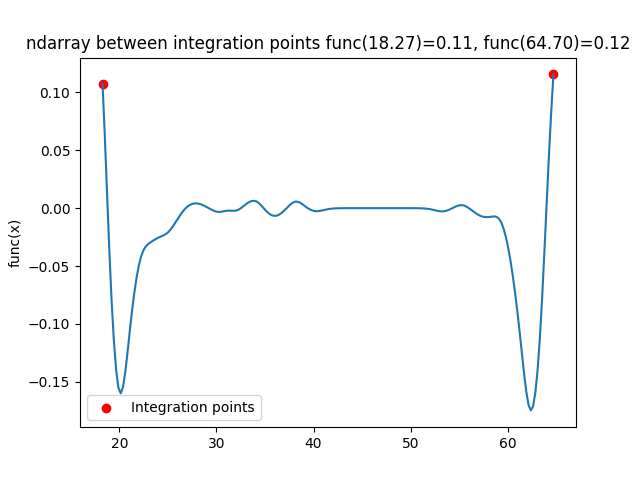 ndarray between integration points func(18.27)=0.11, func(64.70)=0.12
0.10
0.05
0.00
−0.05
−0.10
−0.15
func(x)
Integration points
20 30 40 50 60